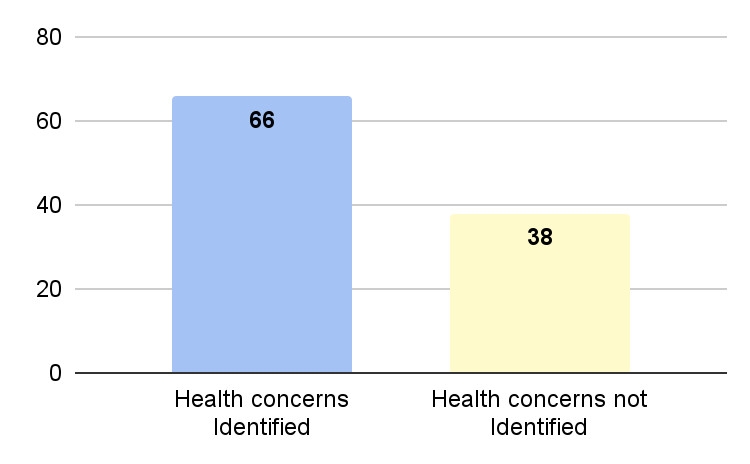 80
60
40
20
0
66
38
Health concerns
Identified
Health concerns not
Identified